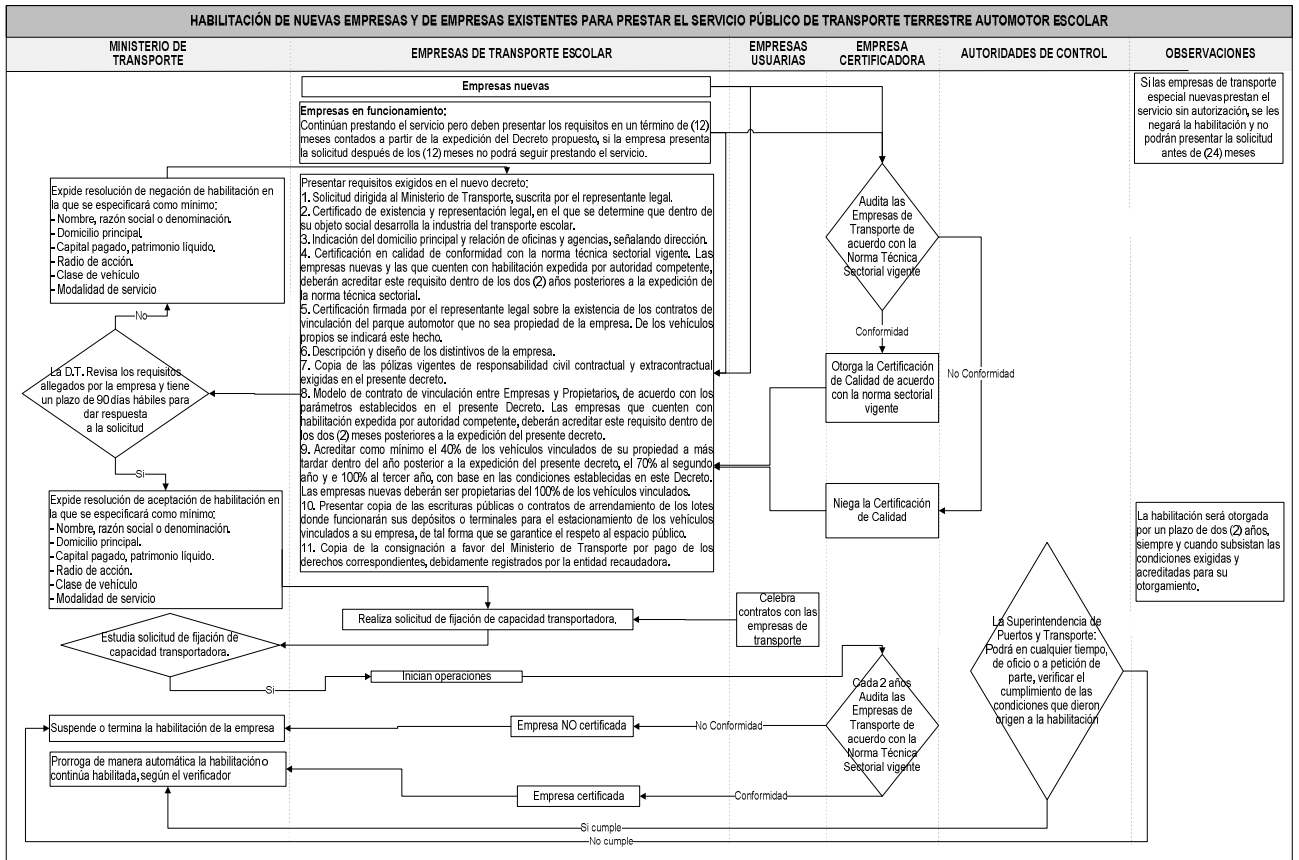 HABILITACIÓN DE NUEVAS EMPRESAS Y DE EMPRESAS EXISTENTES PARA PRESTAR EL SERVICIO PÚBLICO DE TRANSPORTE TERRESTRE AUTOMOTOR ESCOLAR
MINISTERIO DE
TRANSPORTE
EMPRESAS DE TRANSPORTE ESCOLAR
EMPRESAS
USUARIAS
EMPRESA
CERTIFICADORA
AUTORIDADES DE CONTROL
OBSERVACIONES
Empresas nuevas
Empresas en funcionamiento:
Continúan prestando el servicio pero deben presentar los requisitos en un término de (12)
meses contados a partir de la expedición del Decreto propuesto, si la empresa presenta
la solicitud después de los (12) meses no podrá seguir prestando el servicio.
Si las empresas de transporte
especial nuevas prestan el
servicio sin autorización, se les
negará la habilitación y no
podrán presentar la solicitud
antes de (24) meses
Expide resolución de negación de habilitación en
la que se especificará como mínimo:
- Nombre, razón social o denominación.
- Domicilio principal.
- Capital pagado, patrimonio líquido.
- Radio de acción.
- Clase de vehículo
- Modalidad de servicio
No
La D.T. Revisa los requisitos
allegados por la empresa y tiene
un plazo de 90 días hábiles para
dar respuesta
a la solicitud
Si
Expide resolución de aceptación de habilitación en
la que se especificará como mínimo:
- Nombre, razón social o denominación.
- Domicilio principal.
- Capital pagado, patrimonio líquido.
- Radio de acción.
- Clase de vehículo
- Modalidad de servicio
Presentar requisitos exigidos en el nuevo decreto:
1. Solicitud dirigida al Ministerio de Transporte, suscrita por el representante legal.
2. Certificado de existencia y representación legal, en el que se determine que dentro de
su objeto social desarrolla la industria del transporte escolar.
3. Indicación del domicilio principal y relación de oficinas y agencias, señalando dirección.
4. Certificación en calidad de conformidad con la norma técnica sectorial vigente. Las
empresas nuevas y las que cuenten con habilitación expedida por autoridad competente,
deberán acreditar este requisito dentro de los dos (2) años posteriores a la expedición de
la norma técnica sectorial.
5. Certificación firmada por el representante legal sobre la existencia de los contratos de
vinculación del parque automotor que no sea propiedad de la empresa. De los vehículos
propios se indicará este hecho.
6. Descripción y diseño de los distintivos de la empresa.
7. Copia de las pólizas vigentes de responsabilidad civil contractual y extracontractual
exigidas en el presente decreto.
8. Modelo de contrato de vinculación entre Empresas y Propietarios, de acuerdo con los
parámetros establecidos en el presente Decreto. Las empresas que cuenten con
habilitación expedida por autoridad competente, deberán acreditar este requisito dentro de
los dos (2) meses posteriores a la expedición del presente decreto.
9. Acreditar como mínimo el 40% de los vehículos vinculados de su propiedad a más
tardar dentro del año posterior a la expedición del presente decreto, el 70% al segundo
año y e 100% al tercer año, con base en las condiciones establecidas en este Decreto.
Las empresas nuevas deberán ser propietarias del 100% de los vehículos vinculados.
10. Presentar copia de las escrituras públicas o contratos de arrendamiento de los lotes
donde funcionarán sus depósitos o terminales para el estacionamiento de los vehículos
vinculados a su empresa, de tal forma que se garantice el respeto al espacio público.
11. Copia de la consignación a favor del Ministerio de Transporte por pago de los
derechos correspondientes, debidamente registrados por la entidad recaudadora.
Audita las
Empresas de
Transporte de
acuerdo con la
Norma Técnica
Sectorial vigente
Conformidad
No Conformidad
Otorga la Certificación
de Calidad de acuerdo
con la norma sectorial
vigente
Niega la Certificación
de Calidad
La habilitación será otorgada
por un plazo de dos (2) años,
siempre y cuando subsistan las
condiciones exigidas y
acreditadas para su
otorgamiento.
Celebra
contratos con las
empresas de
transporte
Realiza solicitud de fijación de capacidad transportadora.
Estudia solicitud de fijación de
capacidad transportadora.
Si
Inician operaciones
La Superintendencia de
Puertos y Transporte:
Podrá en cualquier tiempo,
de oficio o a petición de
parte, verificar el
cumplimiento de las
condiciones que dieron
origen a la habilitación
Cada 2 años
Audita las
Empresas de
Transporte de
acuerdo con la
Norma Técnica
Sectorial vigente
Suspende o termina la habilitación de la empresa
Empresa NO certificada
No Conformidad
Prorroga de manera automática la habilitación o
continúa habilitada, según el verificador
Empresa certificada
Conformidad
Si cumple
No cumple